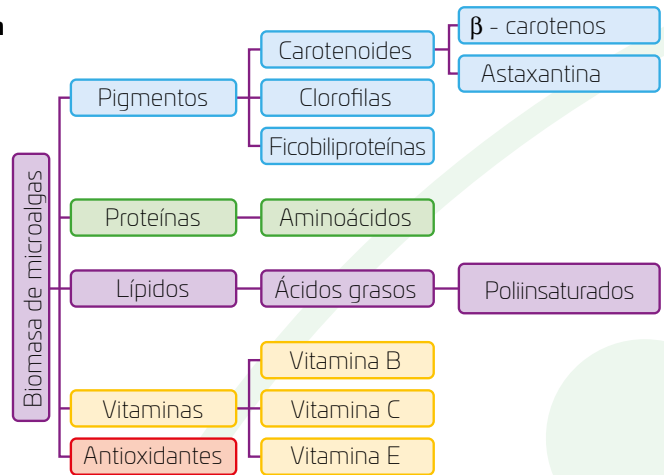 n
Biomasa de microalgas
Pigmentos
Carotenoides
β - carotenos
Astaxantina
Clorofilas
Ficobiliproteínas
Proteínas
Aminoácidos
Lípidos
Ácidos grasos
Poliinsaturados
Vitaminas
Vitamina B
Vitamina C
Vitamina E
Antioxidantes